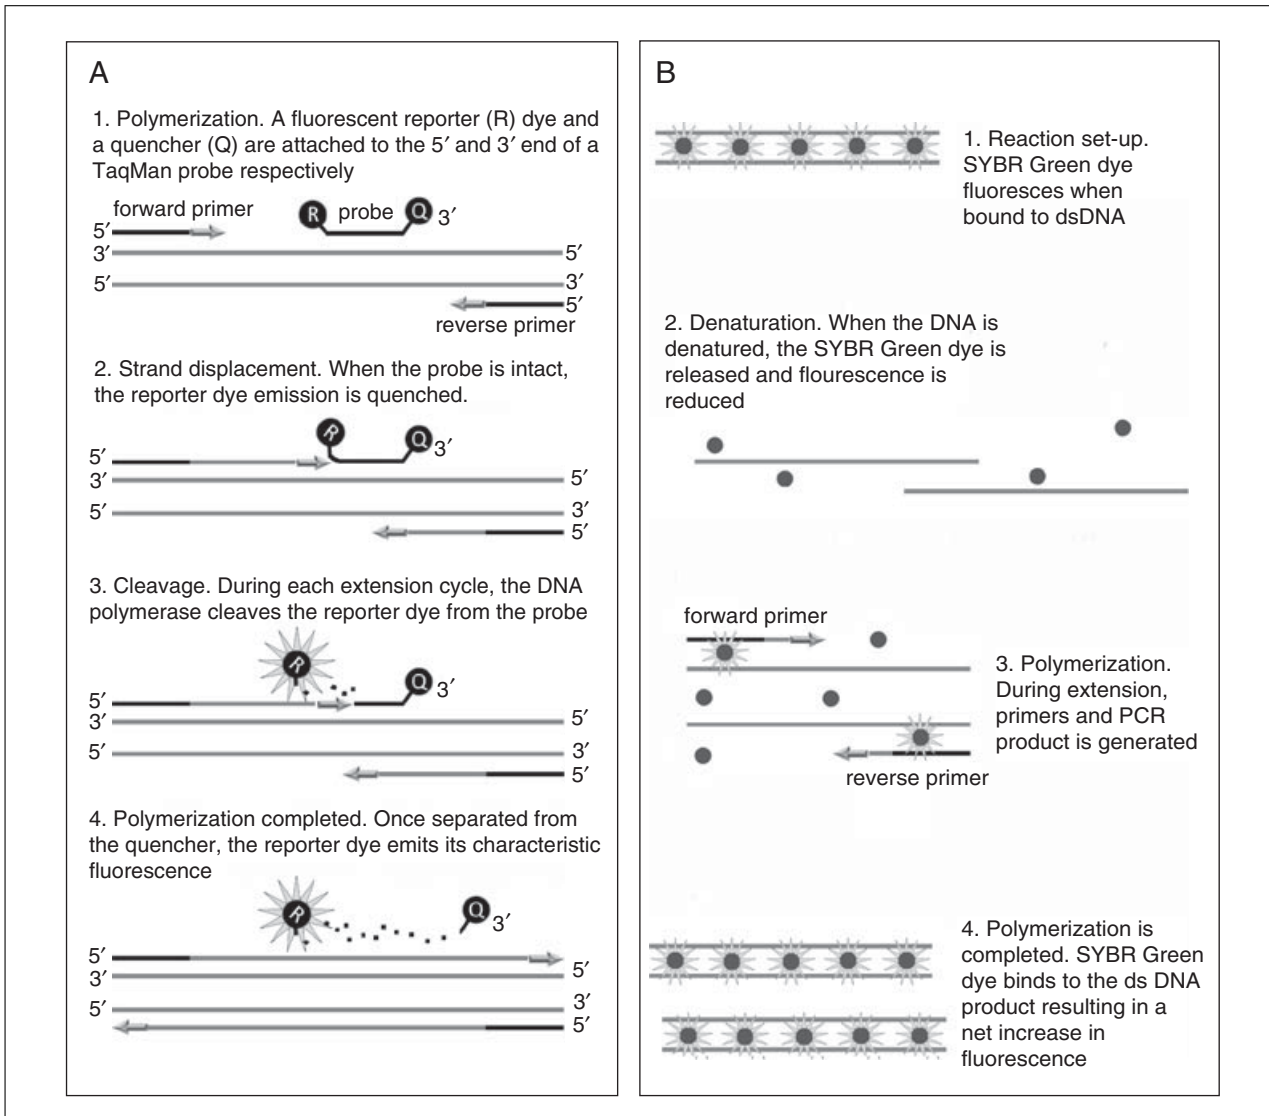 A
1. Polymerization. A fluorescent reporter (R) dye and
a quencher (Q) are attached to the 5′ and 3′ end of a
TaqMan probe respectively
forward primer
R probe Q 3′
5′
3′ 5′
5′ 3′
5′
reverse primer
2. Strand displacement. When the probe is intact,
the reporter dye emission is quenched.
R Q 3′
5′
3′ 5′
5′ 3′
5′
3. Cleavage. During each extension cycle, the DNA
polymerase cleaves the reporter dye from the probe
R Q 3′
5′
3′ 5′
5′ 3′
5′
4. Polymerization completed. Once separated from
the quencher, the reporter dye emits its characteristic
fluorescence
R Q 3′
5′
3′ 5′
5′ 3′
5′
B
1. Reaction set-up.
SYBR Green dye
fluoresces when
bound to dsDNA
2. Denaturation. When the DNA is
denatured, the SYBR Green dye is
released and flourescence is
reduced
forward primer
3. Polymerization.
During extension,
primers and PCR
product is generated
reverse primer
4. Polymerization is
completed. SYBR Green
dye binds to the ds DNA
product resulting in a
net increase in
fluorescence